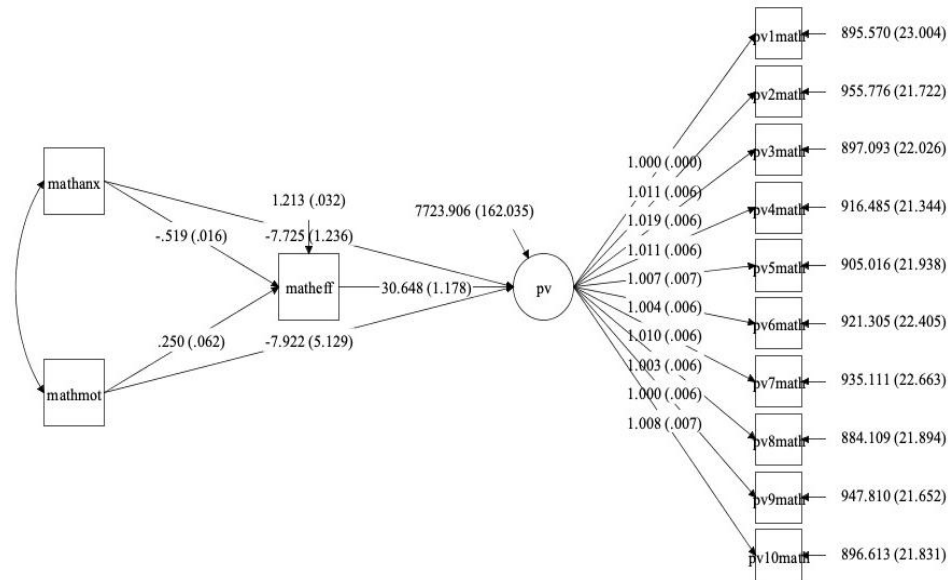 pv1math
895.570 (23.004)
pv2math
955.776 (21.722)
pv3math
897.093 (22.026)
pv4math
916.485 (21.344)
pv5math
905.016 (21.938)
pv6math
921.305 (22.405)
pv7math
935.111 (22.663)
pv8math
884.109 (21.894)
pv9math
947.810 (21.652)
pv10math
896.613 (21.831)
1.000 (.000)
1.011 (.006)
1.019 (.006)
1.011 (.006)
1.007 (.007)
1.004 (.006)
1.010 (.006)
1.003 (.006)
1.000 (.006)
1.008 (.007)
mathanx
1.213 (.032)
7723.906 (162.035)
-.519 (.016)
-7.725 (1.236)
matheff
30.648 (1.178)
pv
.250 (.062)
-7.922 (5.129)
mathmot